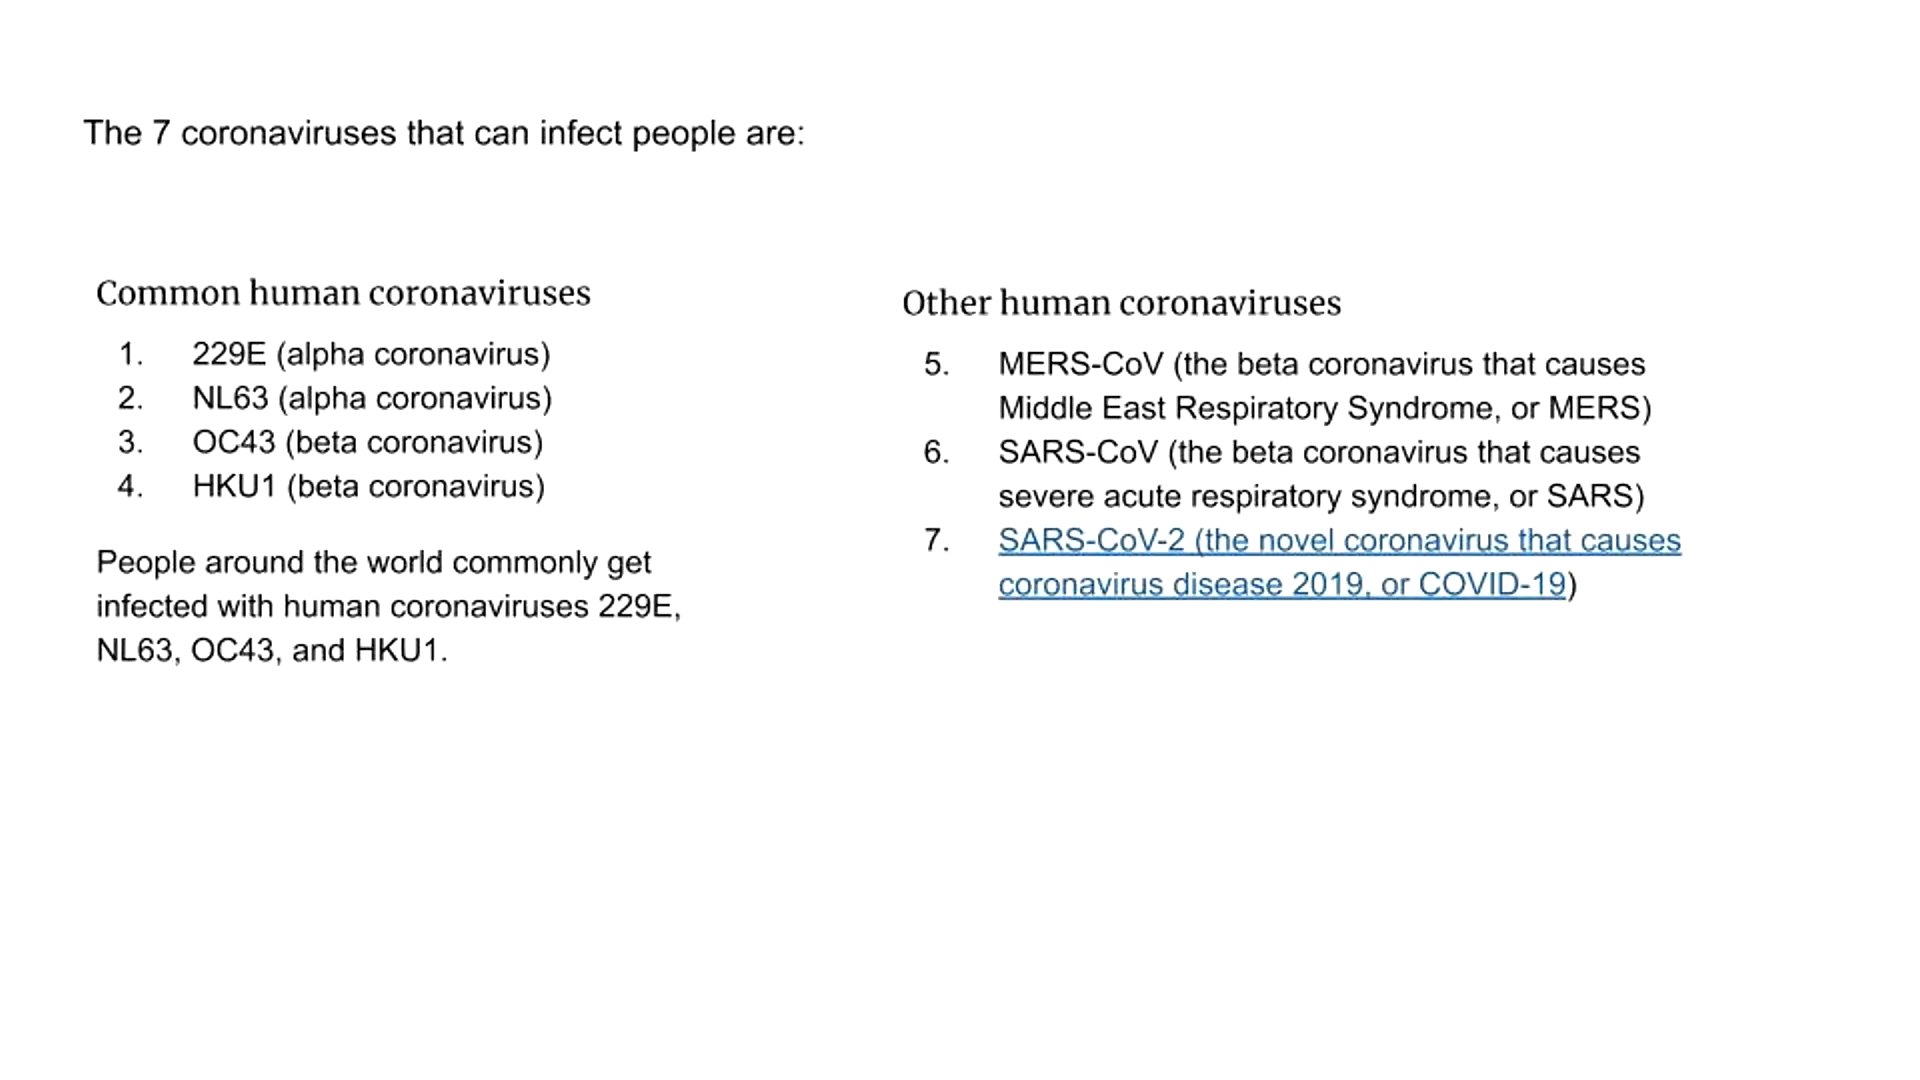 The 7 coronaviruses that can infect people are:
Common human coronaviruses
1. 229E (alpha coronavirus)
2. NL63 (alpha coronavirus)
3. OC43 (beta coronavirus)
4. HKU1 (beta coronavirus)
People around the world commonly get
infected with human coronaviruses 229E,
NL63, OC43, and HKU1.
Other human coronaviruses
5. MERS-CoV (the beta coronavirus that causes
Middle East Respiratory Syndrome, or MERS)
6. SARS-CoV (the beta coronavirus that causes
severe acute respiratory syndrome, or SARS)
7. SARS-CoV-2 (the novel coronavirus that causes
coronavirus disease 2019, or COVID-19)